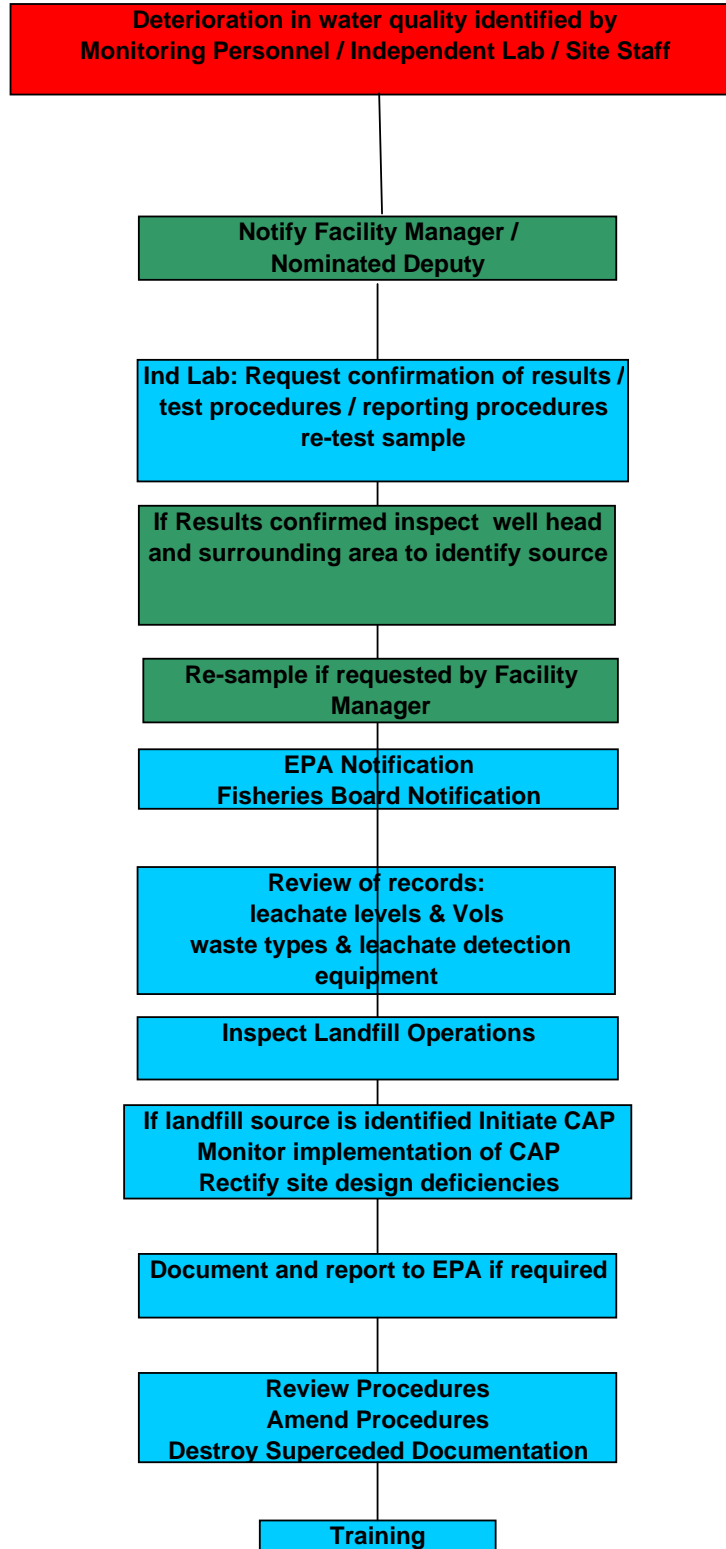 Deterioration in water quality identified by
Monitoring Personnel / Independent Lab / Site Staff
Notify Facility Manager /
Nominated Deputy
Ind Lab: Request confirmation of results /
test procedures / reporting procedures
re-test sample
If Results confirmed inspect well head
and surrounding area to identify source
Re-sample if requested by Facility
Manager
EPA Notification
Fisheries Board Notification
Review of records:
leachate levels & Vols
waste types & leachate detection
equipment
Inspect Landfill Operations
If landfill source is identified Initiate CAP
Monitor implementation of CAP
Rectify site design deficiencies
Document and report to EPA if required
Review Procedures
Amend Procedures
Destroy Superceded Documentation
Training